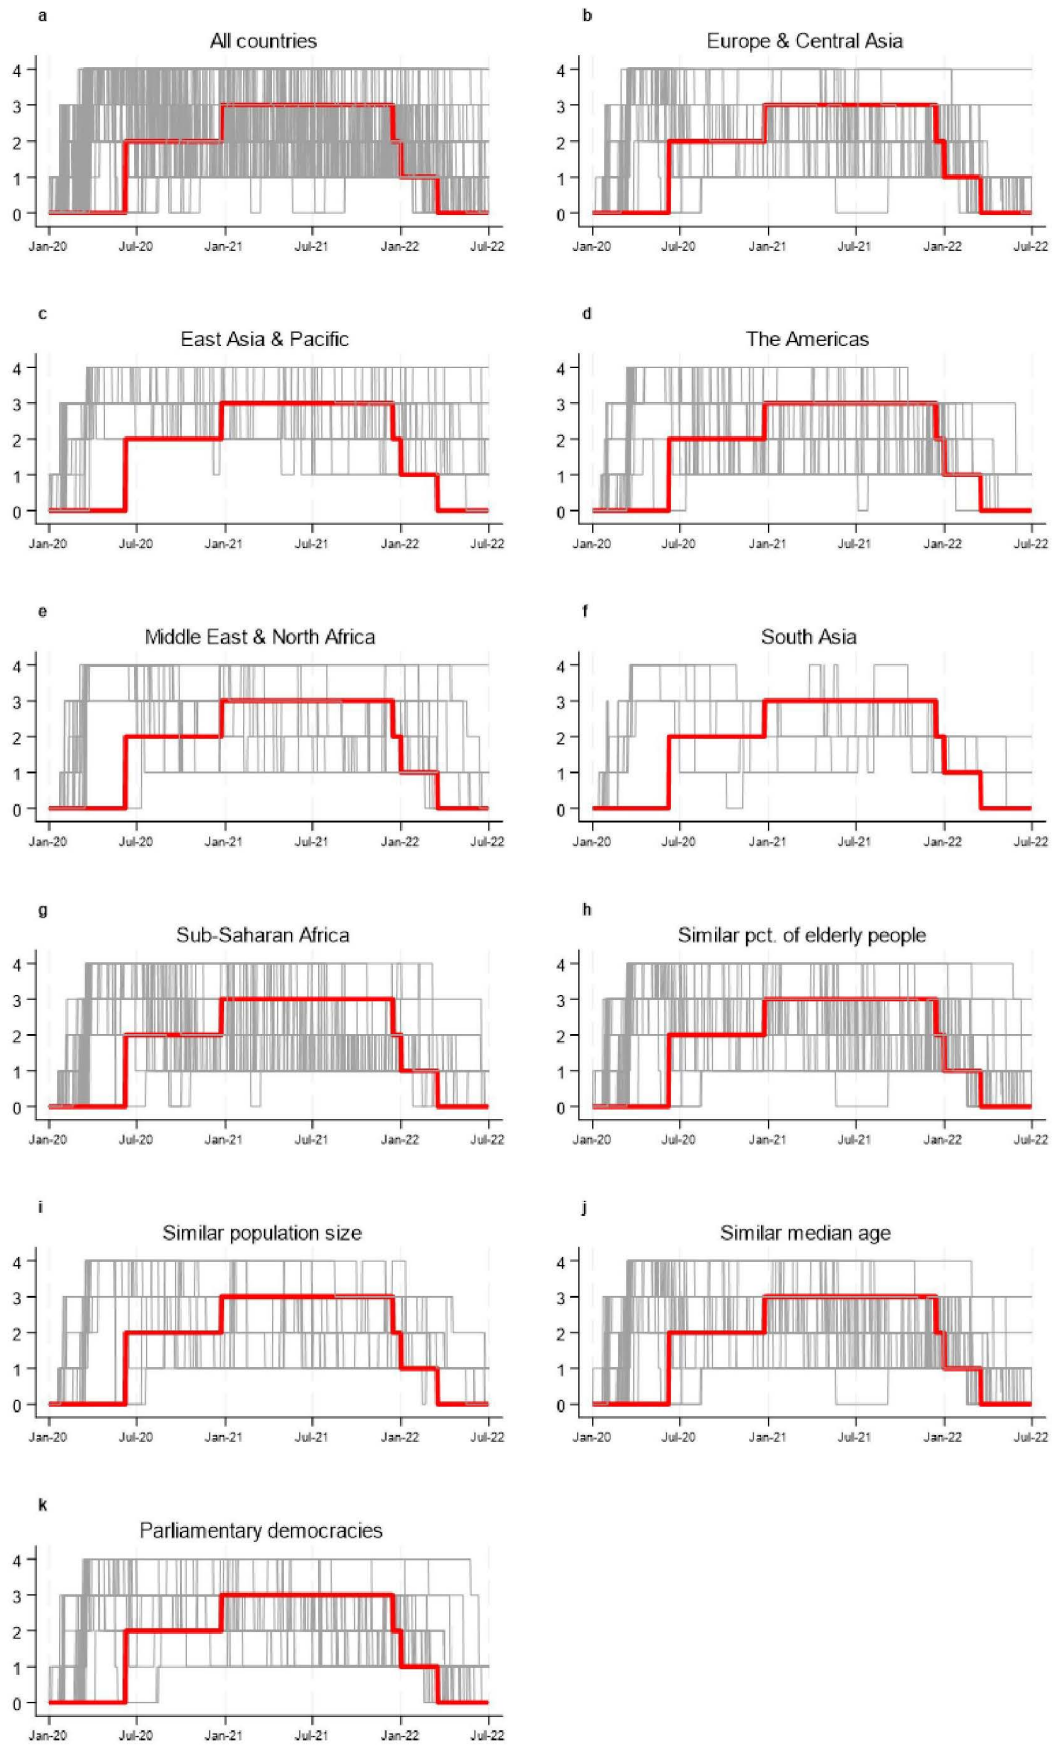 a
All countries
4
3
2
1
0
Jan-20 Jul-20 Jan-21 Jul-21 Jan-22 Jul-22
b
Europe & Central Asia
4
3
2
1
0
Jan-20 Jul-20 Jan-21 Jul-21 Jan-22 Jul-22
c
East Asia & Pacific
4
3
2
1
0
Jan-20 Jul-20 Jan-21 Jul-21 Jan-22 Jul-22
d
The Americas
4
3
2
1
0
Jan-20 Jul-20 Jan-21 Jul-21 Jan-22 Jul-22
e
Middle East & North Africa
4
3
2
1
0
Jan-20 Jul-20 Jan-21 Jul-21 Jan-22 Jul-22
f
South Asia
4
3
2
1
0
Jan-20 Jul-20 Jan-21 Jul-21 Jan-22 Jul-22
g
Sub-Saharan Africa
4
3
2
1
0
Jan-20 Jul-20 Jan-21 Jul-21 Jan-22 Jul-22
h
Similar pct. of elderly people
4
3
2
1
0
Jan-20 Jul-20 Jan-21 Jul-21 Jan-22 Jul-22
i
Similar population size
4
3
2
1
0
Jan-20 Jul-20 Jan-21 Jul-21 Jan-22 Jul-22
j
Similar median age
4
3
2
1
0
Jan-20 Jul-20 Jan-21 Jul-21 Jan-22 Jul-22
k
Parliamentary democracies
4
3
2
1
0
Jan-20 Jul-20 Jan-21 Jul-21 Jan-22 Jul-22